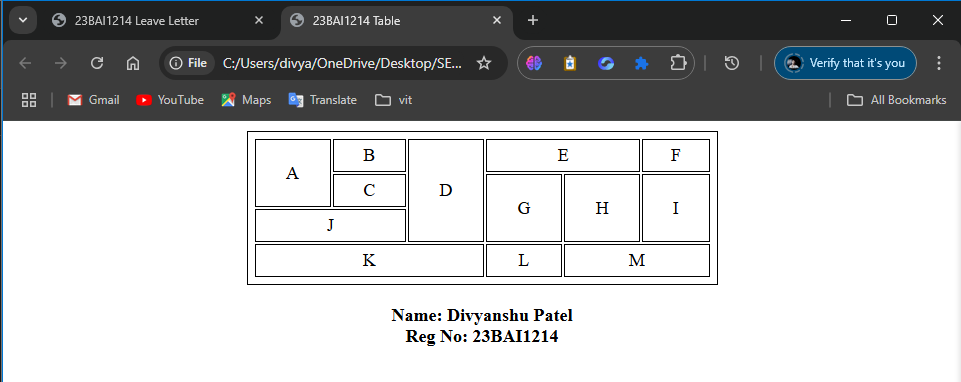 23BAI1214 Leave Letter
23BAI1214 Table
File C:/Users/divya/OneDrive/Desktop/SE...
Verify that it's you
Gmail YouTube Maps Translate vit All Bookmarks
A B D E F
C G H I
J
K L M
Name: Divyanshu Patel
Reg No: 23BAI1214